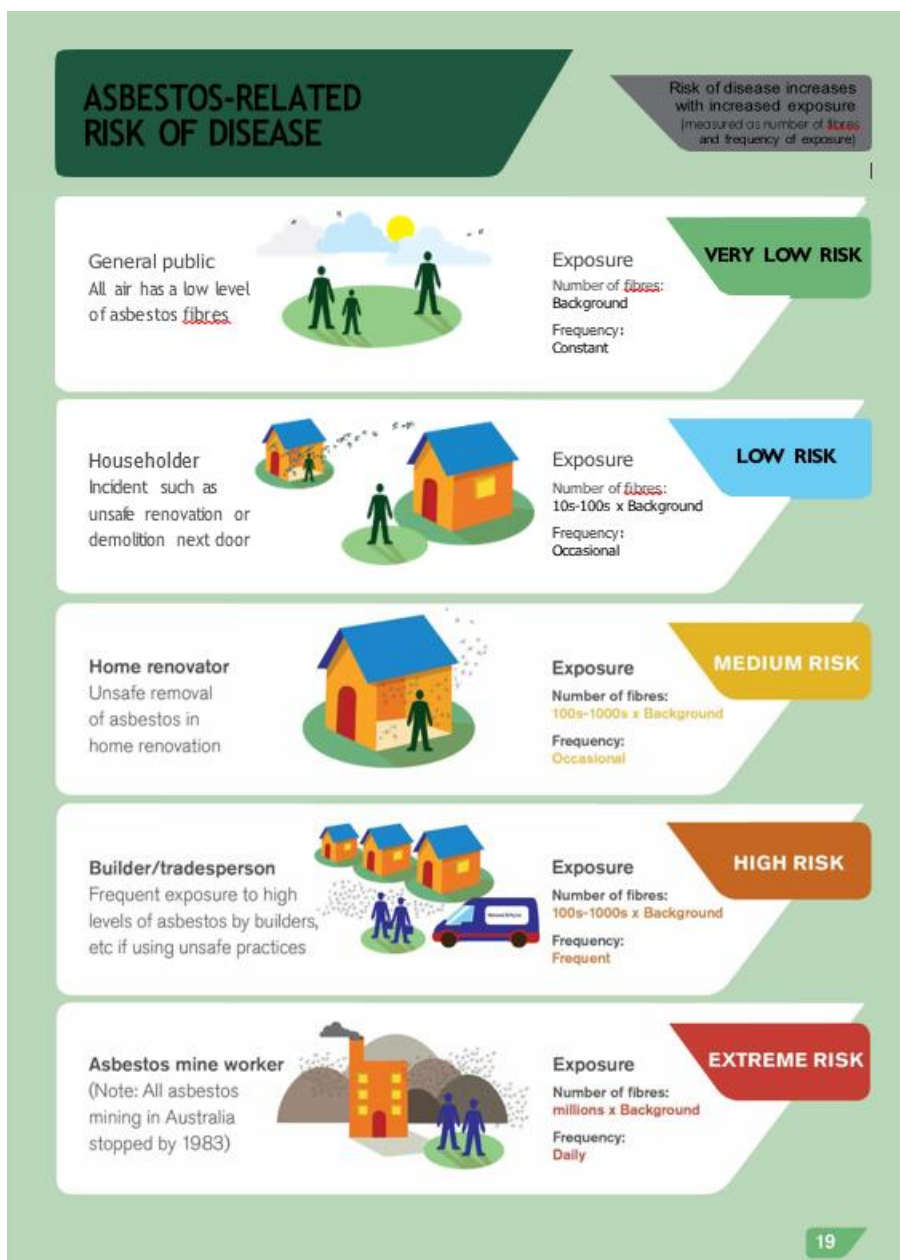 ASBESTOS-RELATED
RISK OF DISEASE
Risk of disease increases
with increased exposure
(measured as number of fibres
and frequency of exposure)
General public
All air has a low level
of asbestos fibres
Exposure
Number of fibres:
Background
Frequency:
Constant
VERY LOW RISK
Householder
Incident such as
unsafe renovation or
demolition next door
Exposure
Number of fibres:
10s-100s x Background
Frequency:
Occasional
LOW RISK
Home renovator
Unsafe removal
of asbestos in
home renovation
Exposure
Number of fibres:
100s-1000s x Background
Frequency:
Occasional
MEDIUM RISK
Builder/tradesperson
Frequent exposure to high
levels of asbestos by builders,
etc if using unsafe practices
Exposure
Number of fibres:
100s-1000s x Background
Frequency:
Frequent
HIGH RISK
Asbestos mine worker
(Note: All asbestos
mining in Australia
stopped by 1983)
Exposure
Number of fibres:
millions x Background
Frequency:
Daily
EXTREME RISK
19